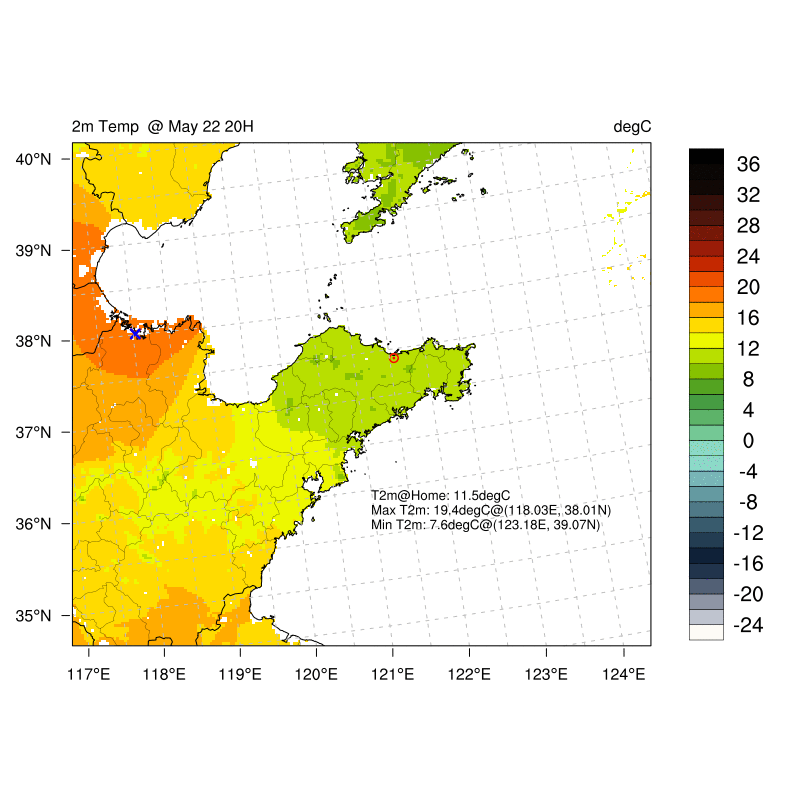 2m Temp @ May 22 20H
degC
40°N
39°N
38°N
37°N
36°N
35°N
117°E
118°E
119°E
120°E
121°E
122°E
123°E
124°E
T2m@Home: 11.5degC
Max T2m: 19.4degC@(118.03E, 38.01N)
Min T2m: 7.6degC@(123.18E, 39.07N)
36
32
28
24
20
16
12
8
4
0
-4
-8
-12
-16
-20
-24